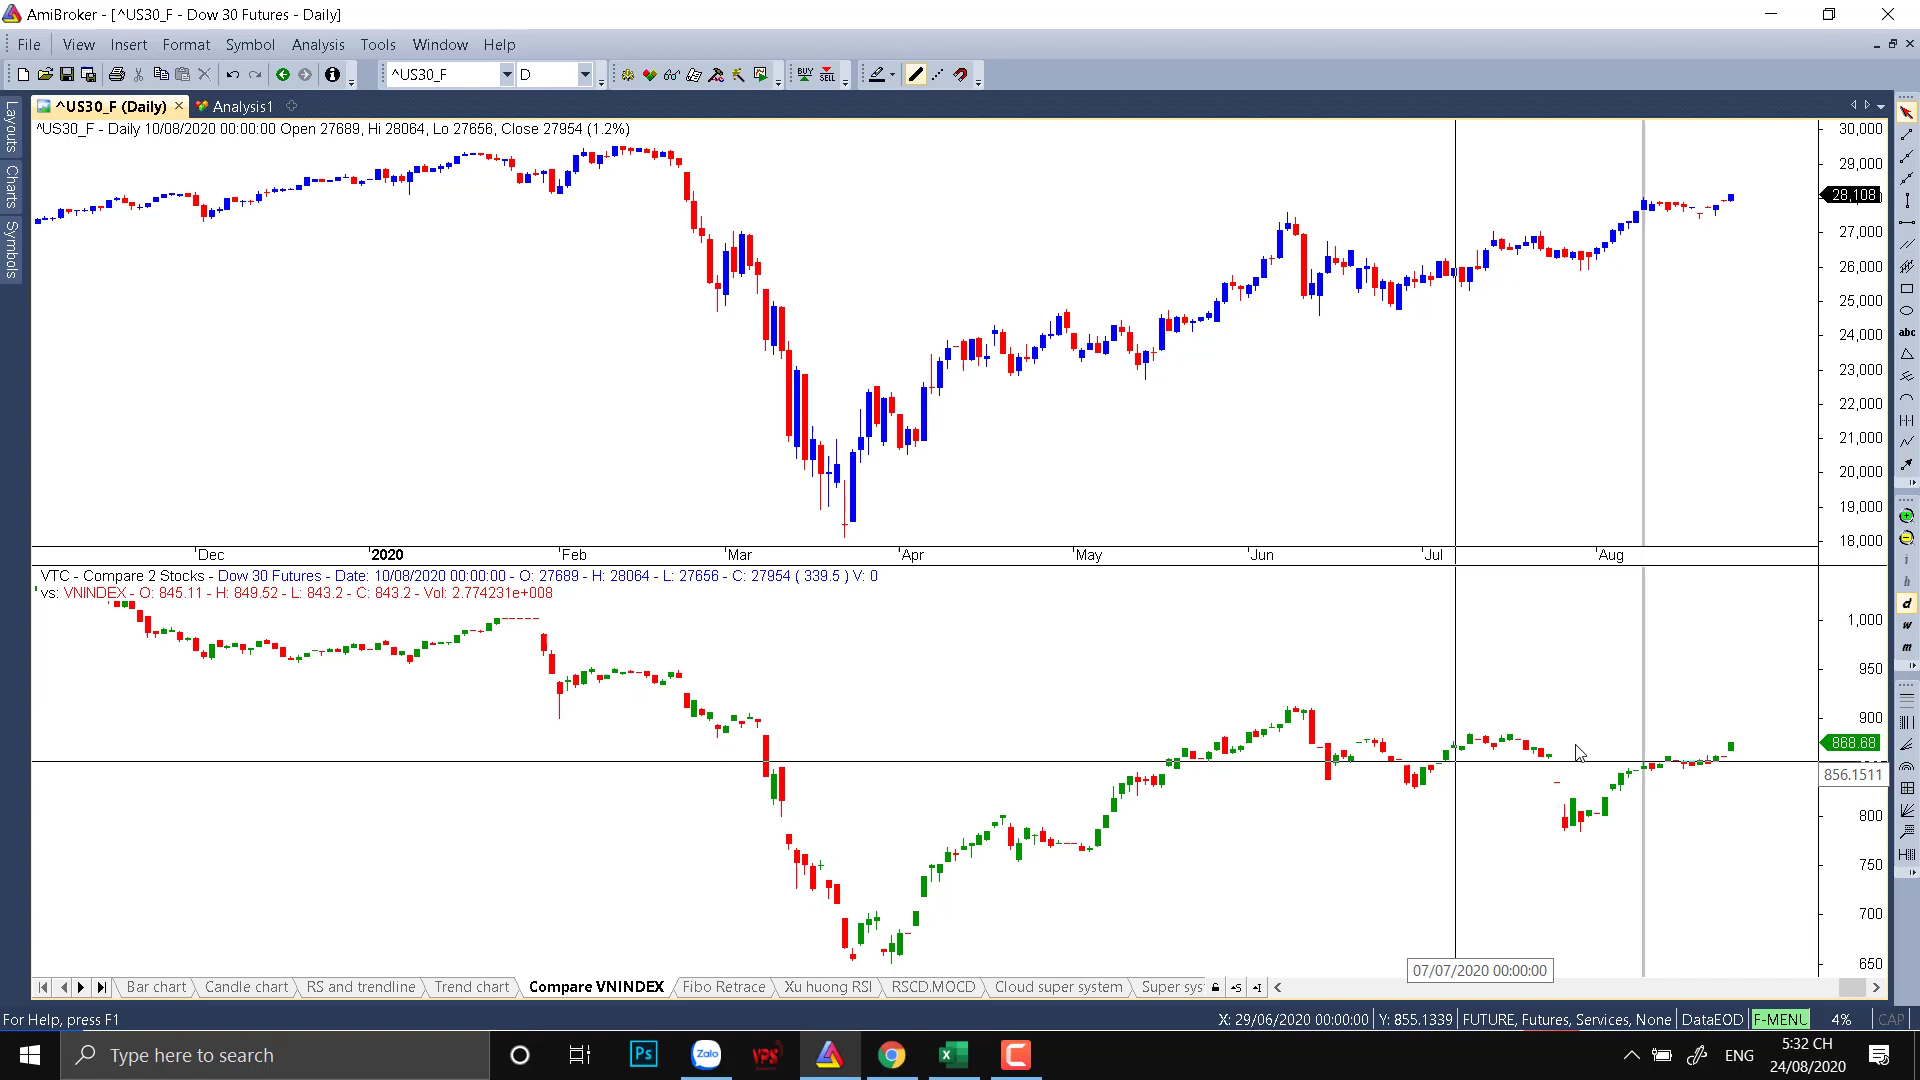 AmiBroker - [^US30_F - Dow 30 Futures - Daily]
File View Insert Format Symbol Analysis Tools Window Help
^US30_F D BUY SELL
^US30_F (Daily) Analysis1
Layouts
Charts
Symbols
^US30_F - Daily 10/08/2020 00:00:00 Open 27689, Hi 28064, Lo 27656, Close 27954 (1.2%)
30,000
29,000
28,108
27,000
26,000
25,000
24,000
23,000
22,000
21,000
20,000
19,000
18,000
Dec 2020 Feb Mar Apr May Jun Jul Aug
VTC - Compare 2 Stocks - Dow 30 Futures - Date: 10/08/2020 00:00:00 - O: 27689 - H: 28064 - L: 27656 - C: 27954 ( 339.5 ) V: 0
vs: VNINDEX - O: 845.11 - H: 849.52 - L: 843.2 - C: 843.2 - Vol: 2.774231e+008
1,000
950
900
868.68
856.1511
800
750
700
650
07/07/2020 00:00:00
abc
i
h
d
w
m
Bar chart Candle chart RS and trendline Trend chart Compare VNINDEX Fibo Retrace Xu huong RSI RSCD.MOCD Cloud super system Super sys
For Help, press F1 X: 29/06/2020 00:00:00 Y: 855.1339 FUTURE, Futures, Services, None DataEOD F-MENU 4% CAP
Type here to search Ps Zalo VPS ENG 5:32 CH
24/08/2020